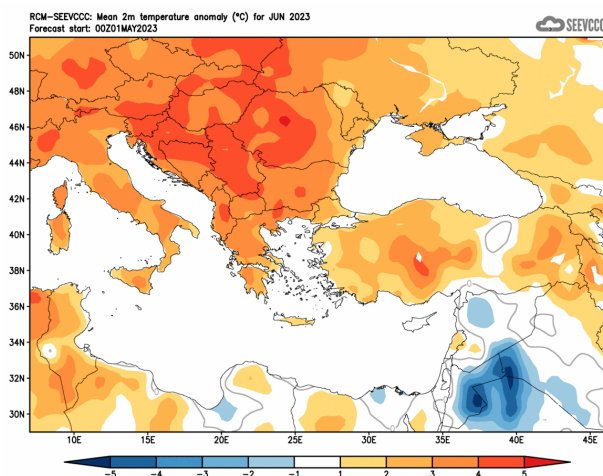 RCM-SEEVCCC: Mean 2m temperature anomaly (°C) for JUN 2023
Forecast start: 00Z01MAY2023
SEEVCCC
50N
48N
46N
44N
42N
40N
38N
36N
34N
32N
30N
10E 15E 20E 25E 30E 35E 40E 45E
-5 -4 -3 -2 -1 1 2 3 4 5